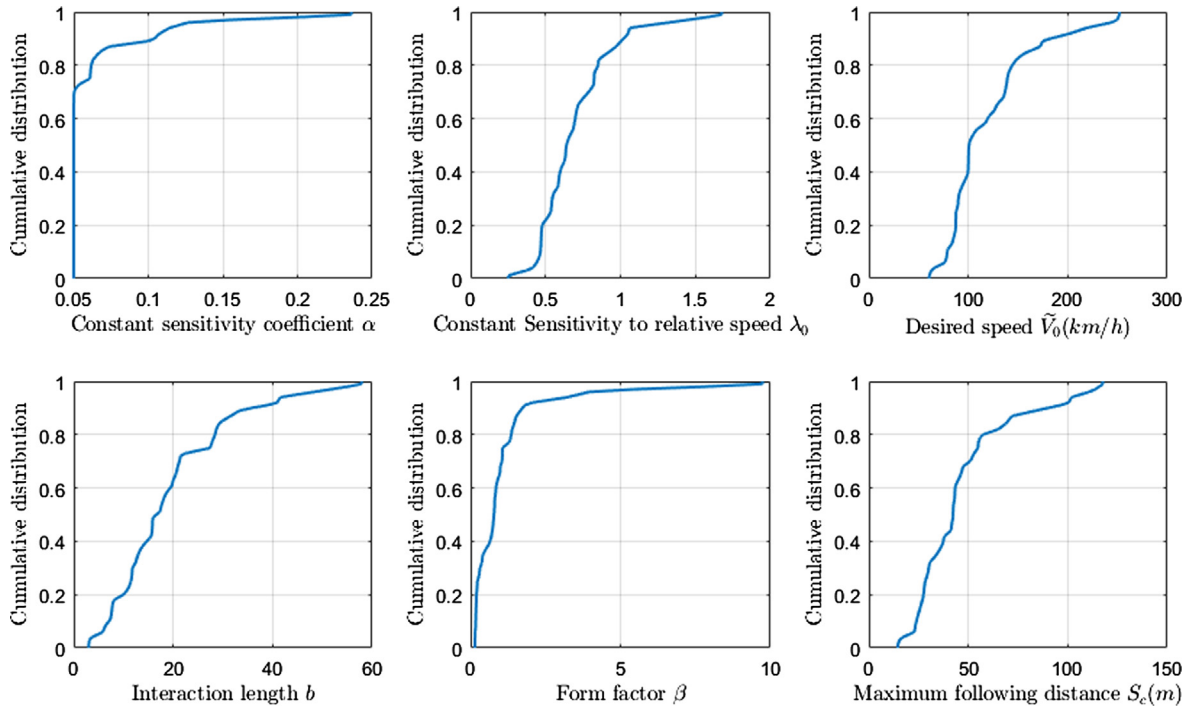 Cumulative distribution
1
0.8
0.6
0.4
0.2
0
0.05 0.1 0.15 0.2 0.25
Constant sensitivity coefficient α
Cumulative distribution
1
0.8
0.6
0.4
0.2
0
0 0.5 1 1.5 2
Constant Sensitivity to relative speed λ₀
Cumulative distribution
1
0.8
0.6
0.4
0.2
0
0 100 200 300
Desired speed Ṽ₀(km/h)
Cumulative distribution
1
0.8
0.6
0.4
0.2
0
0 20 40 60
Interaction length b
Cumulative distribution
1
0.8
0.6
0.4
0.2
0
0 5 10
Form factor β
Cumulative distribution
1
0.8
0.6
0.4
0.2
0
0 50 100 150
Maximum following distance S_c(m)